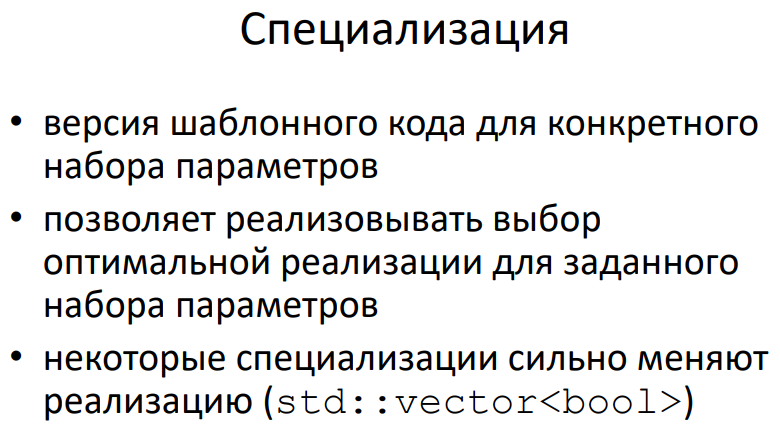 Специализация
• версия шаблонного кода для конкретного
набора параметров
• позволяет реализовывать выбор
оптимальной реализации для заданного
набора параметров
• некоторые специализации сильно меняют
реализацию (std::vector<bool>)